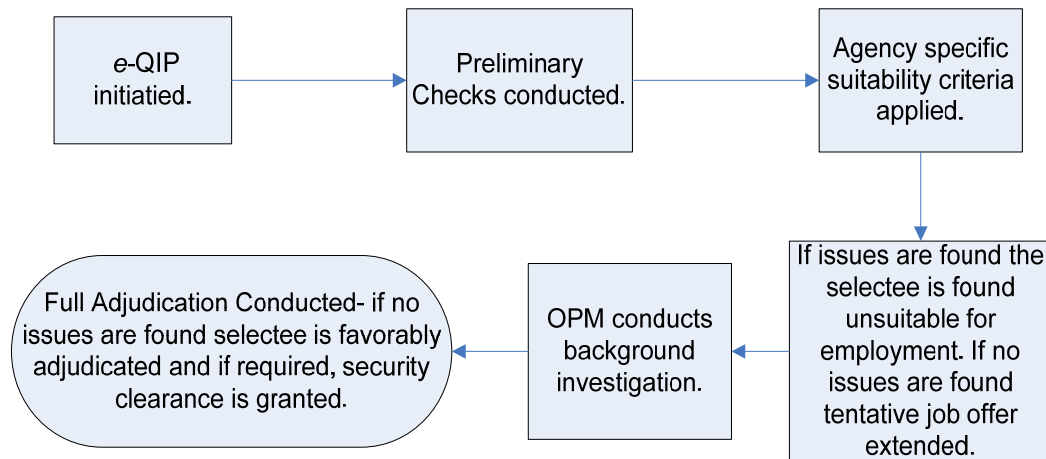 e-QIP
initiatied.
Preliminary
Checks conducted.
Agency specific
suitability criteria
applied.
If issues are found the
selectee is found
unsuitable for
employment. If no
issues are found
tentative job offer
extended.
OPM conducts
background
investigation.
Full Adjudication Conducted- if no
issues are found selectee is favorably
adjudicated and if required, security
clearance is granted.